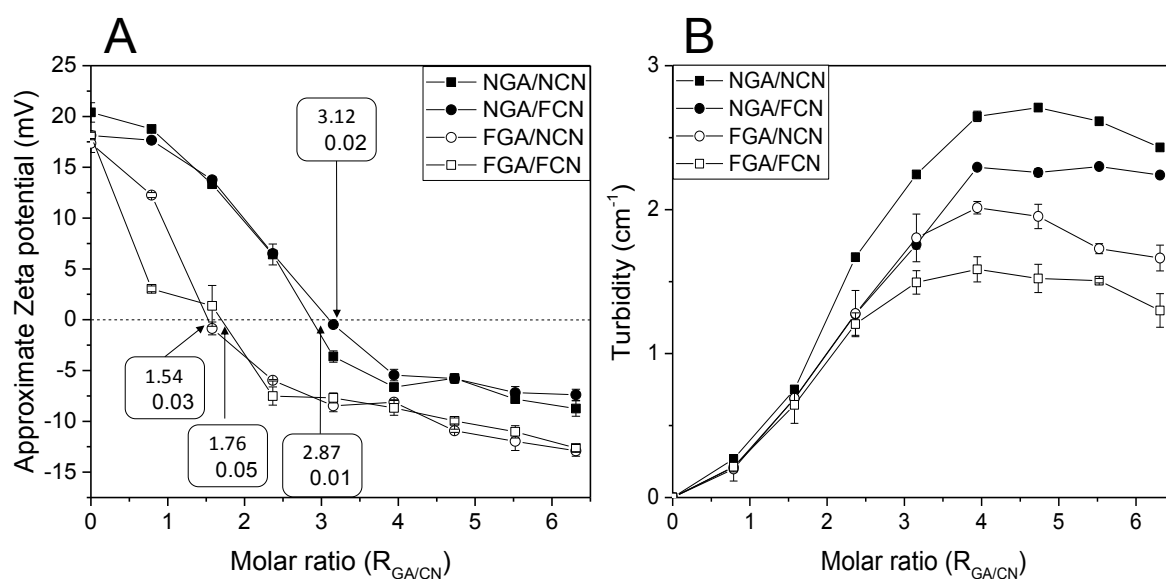 A
Approximate Zeta potential (mV)
25
20
15
10
5
0
-5
-10
-15
NGA/NCN
NGA/FCN
FGA/NCN
FGA/FCN
3.12
0.02
1.54
0.03
1.76
0.05
2.87
0.01
0 1 2 3 4 5 6
Molar ratio (R_GA/CN)
B
Turbidity (cm⁻¹)
3
2
1
0
NGA/NCN
NGA/FCN
FGA/NCN
FGA/FCN
0 1 2 3 4 5 6
Molar ratio (R_GA/CN)